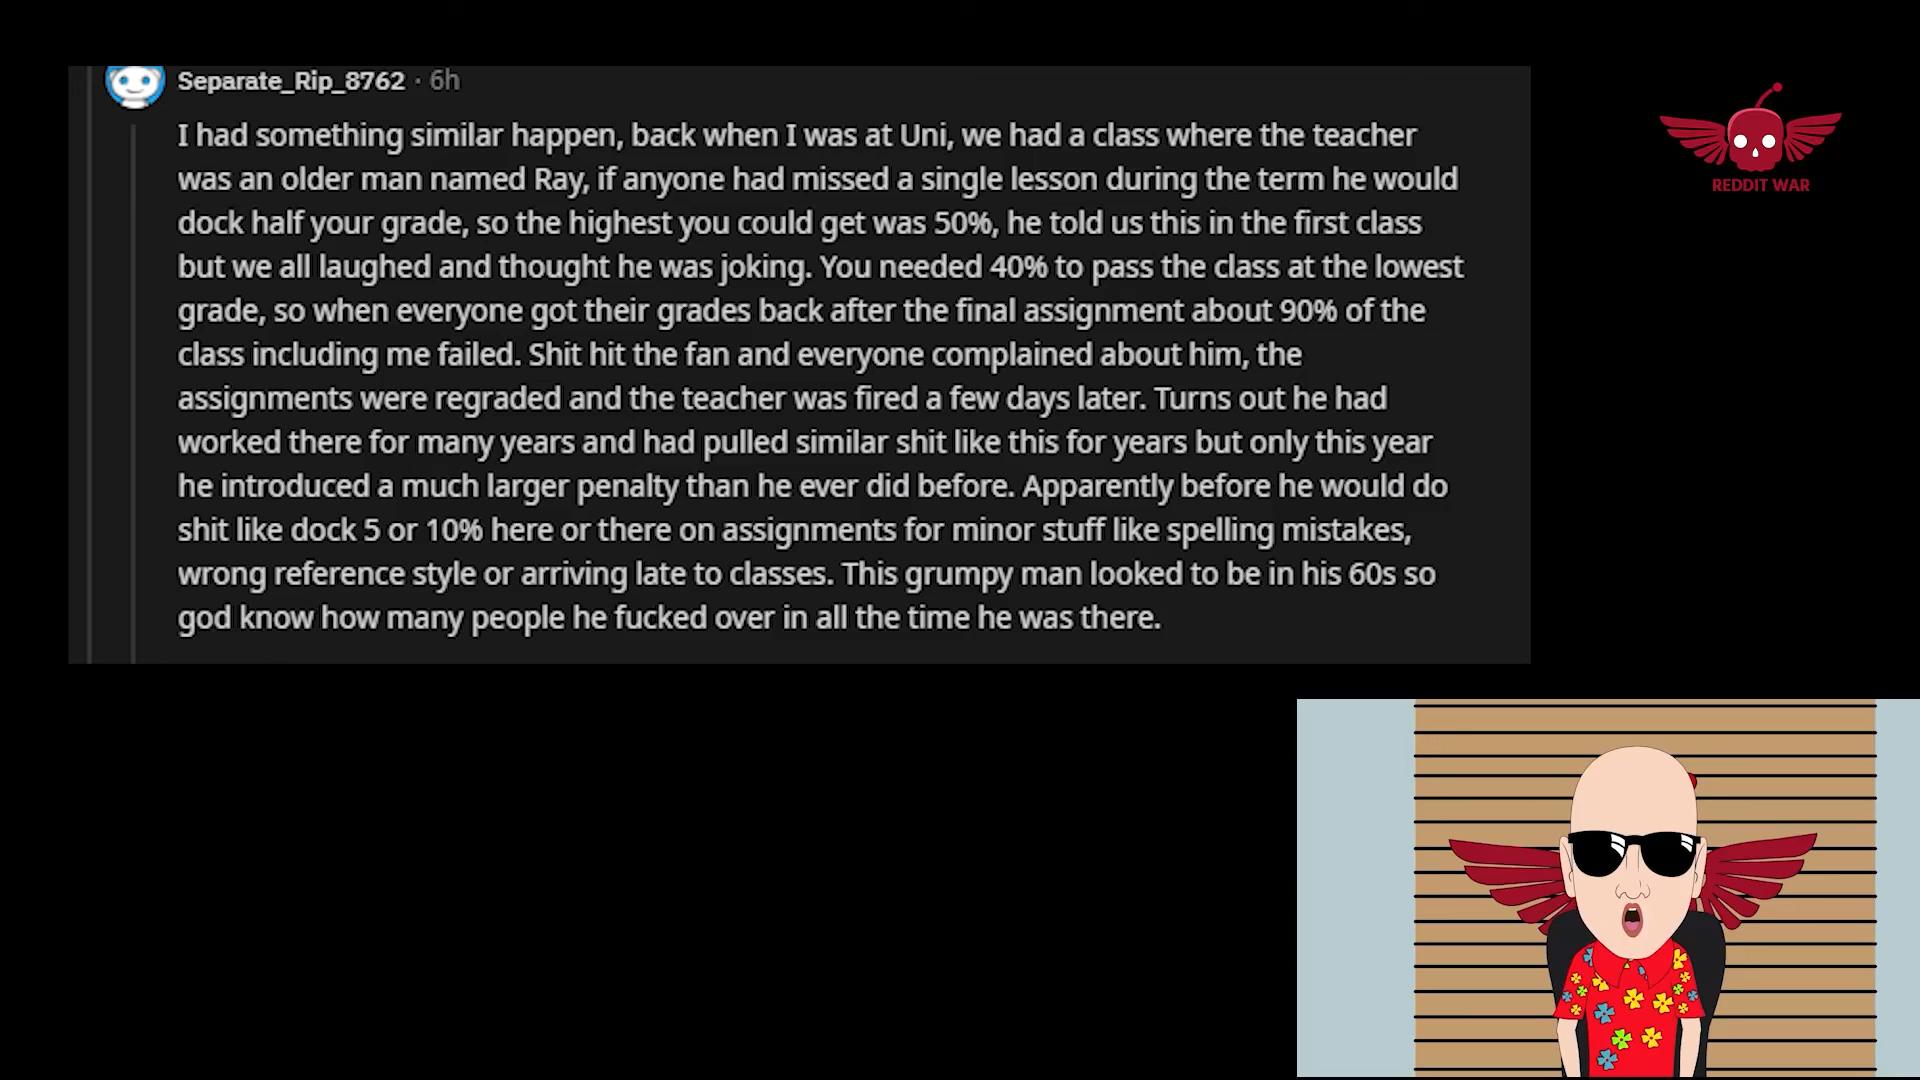 Separate_Rip_8762 · 6h
I had something similar happen, back when I was at Uni, we had a class where the teacher
was an older man named Ray, if anyone had missed a single lesson during the term he would
dock half your grade, so the highest you could get was 50%, he told us this in the first class
but we all laughed and thought he was joking. You needed 40% to pass the class at the lowest
grade, so when everyone got their grades back after the final assignment about 90% of the
class including me failed. Shit hit the fan and everyone complained about him, the
assignments were regraded and the teacher was fired a few days later. Turns out he had
worked there for many years and had pulled similar shit like this for years but only this year
he introduced a much larger penalty than he ever did before. Apparently before he would do
shit like dock 5 or 10% here or there on assignments for minor stuff like spelling mistakes,
wrong reference style or arriving late to classes. This grumpy man looked to be in his 60s so
god know how many people he fucked over in all the time he was there.
REDDIT WAR